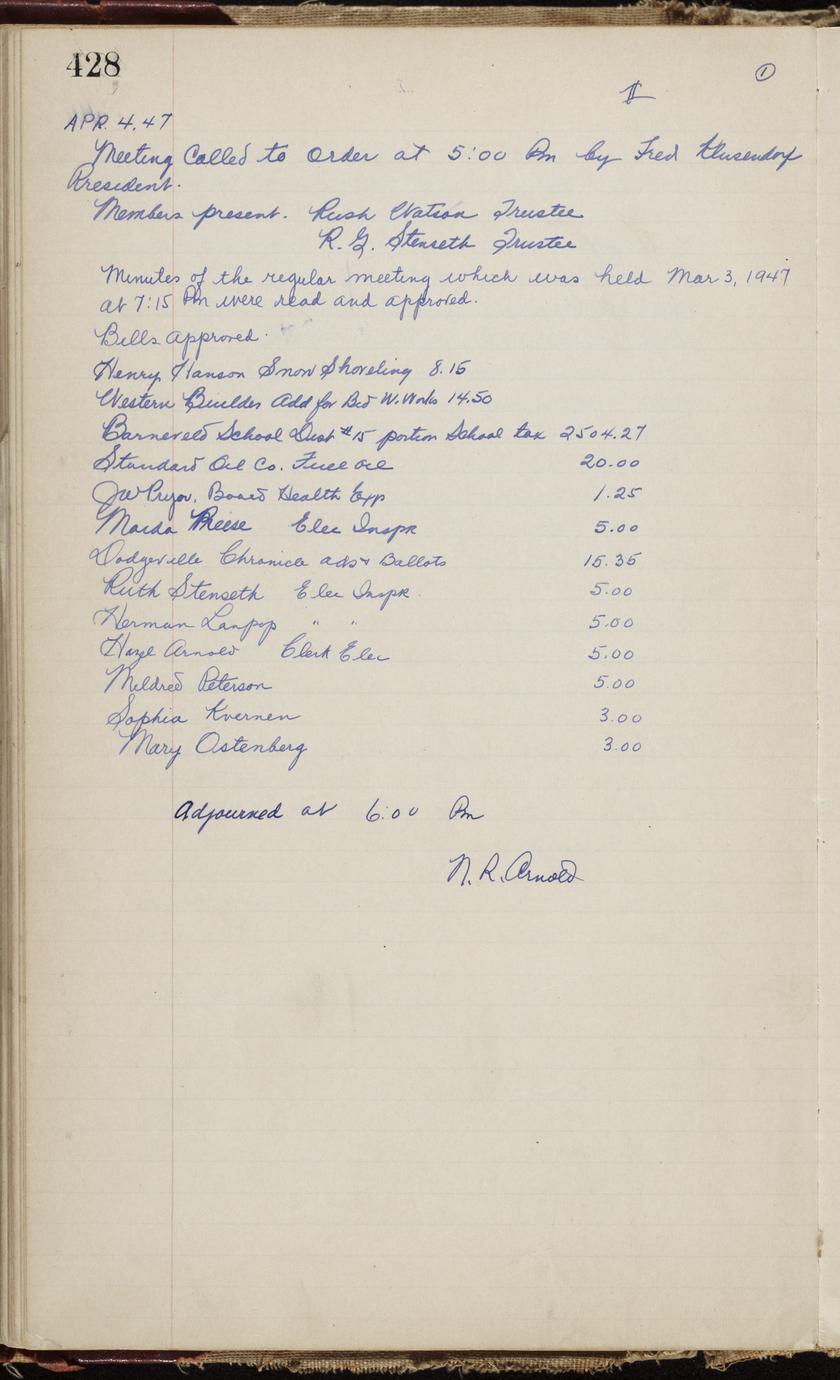 428
II
①
APR. 4.47
Meeting Called to Order at 5:00 Pm by Fred Klusendorf
President.
Members present. Rush Watson Trustee
R. G. Stenseth Trustee
Minutes of the regular meeting which was held Mar 3, 1947
at 7:15 Pm were read and approved.
Bills approved.
Henry Hanson Snow Shoveling 8.15
Western Builder Add for Bid W. Works 14.50
Barneveld School Dist #15 portion School tax 2504.27
Standard Oil Co. Fuel oil 20.00
JW Pryor, Board Health Exp 1.25
Maida Reese Elec Inspr 5.00
Dodgeville Chronicle ads & Ballots 15.35
Ruth Stenseth Elec Inspr. 5.00
Herman Lanpop " " 5.00
Hazel Arnold Clerk Elec 5.00
Mildred Peterson 5.00
Sophia Kvernen 3.00
Mary Ostenberg 3.00
Adjourned at 6:00 Pm
N. R. Arnold